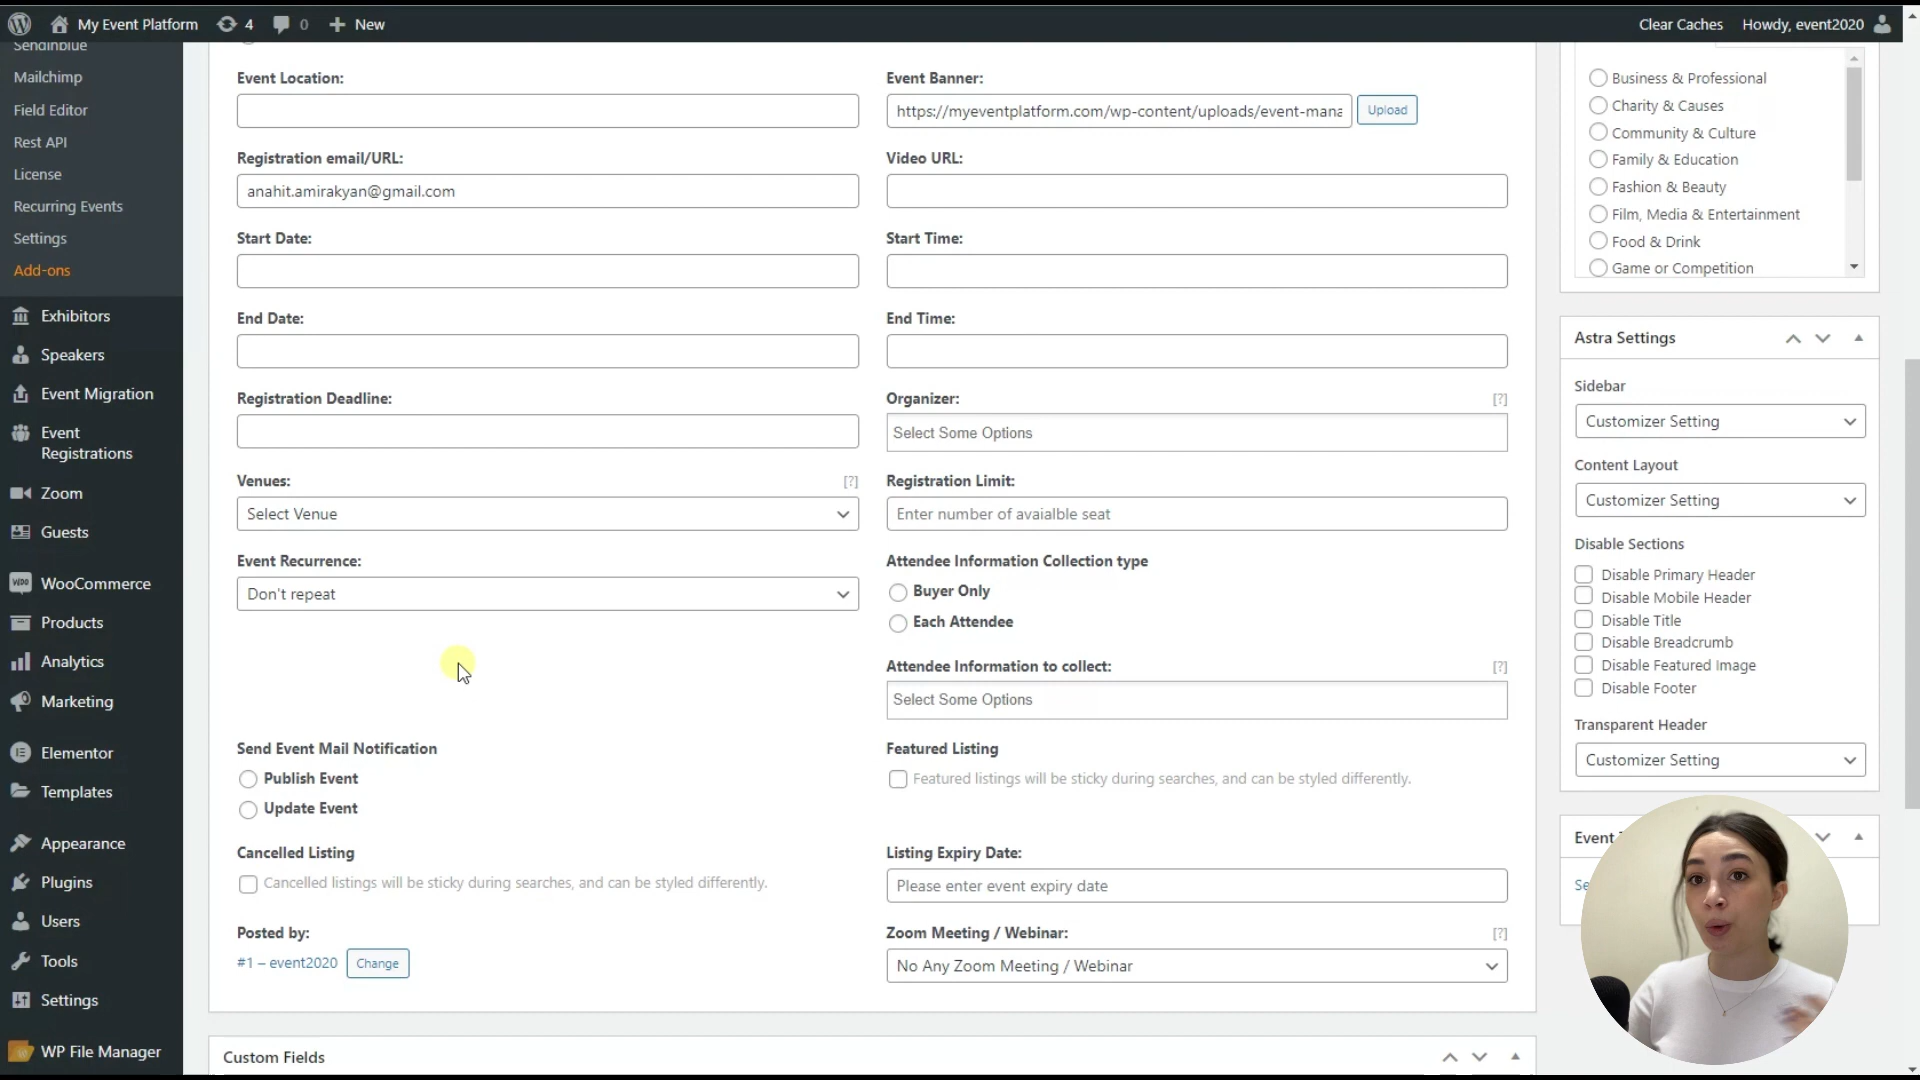 My Event Platform
4
0
New
Clear Caches
Howdy, event2020
Sendinblue
Mailchimp
Field Editor
Rest API
License
Recurring Events
Settings
Add-ons
Exhibitors
Speakers
Event Migration
Event
Registrations
Zoom
Guests
WooCommerce
Products
Analytics
Marketing
Elementor
Templates
Appearance
Plugins
Users
Tools
Settings
WP File Manager
Event Location:
Event Banner:
https://myeventplatform.com/wp-content/uploads/event-mana
Upload
Registration email/URL:
anahit.amirakyan@gmail.com
Video URL:
Start Date:
Start Time:
End Date:
End Time:
Registration Deadline:
Organizer:
[?]
Select Some Options
Venues:
[?]
Select Venue
Registration Limit:
Enter number of avaialble seat
Event Recurrence:
Don't repeat
Attendee Information Collection type
Buyer Only
Each Attendee
Attendee Information to collect:
[?]
Select Some Options
Send Event Mail Notification
Publish Event
Update Event
Featured Listing
Featured listings will be sticky during searches, and can be styled differently.
Cancelled Listing
Cancelled listings will be sticky during searches, and can be styled differently.
Listing Expiry Date:
Please enter event expiry date
Posted by:
#1 – event2020
Change
Zoom Meeting / Webinar:
[?]
No Any Zoom Meeting / Webinar
Custom Fields
Business & Professional
Charity & Causes
Community & Culture
Family & Education
Fashion & Beauty
Film, Media & Entertainment
Food & Drink
Game or Competition
Astra Settings
Sidebar
Customizer Setting
Content Layout
Customizer Setting
Disable Sections
Disable Primary Header
Disable Mobile Header
Disable Title
Disable Breadcrumb
Disable Featured Image
Disable Footer
Transparent Header
Customizer Setting
Event